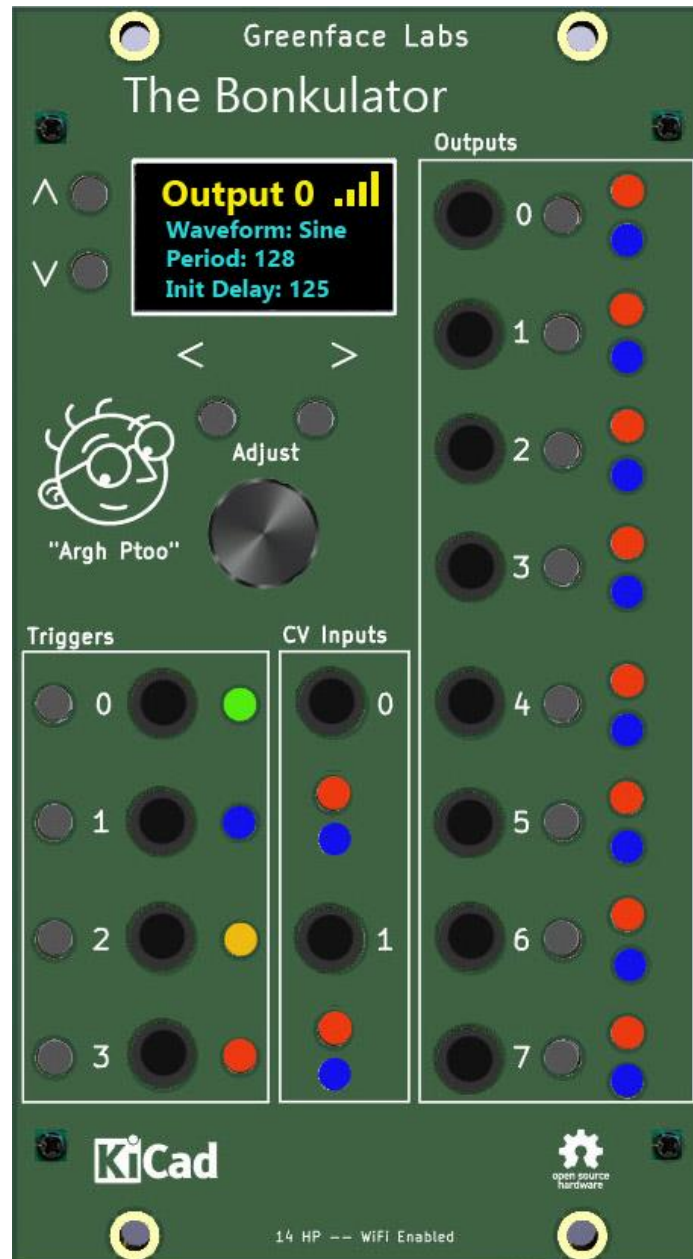 Greenface Labs
The Bonkulator
Outputs
^
v
Output 0
Waveform: Sine
Period: 128
Init Delay: 125
< >
Adjust
"Argh Ptoo"
0
1
2
3
4
5
6
7
Triggers
0
1
2
3
CV Inputs
0
1
KiCad
open source
hardware
14 HP -- WiFi Enabled